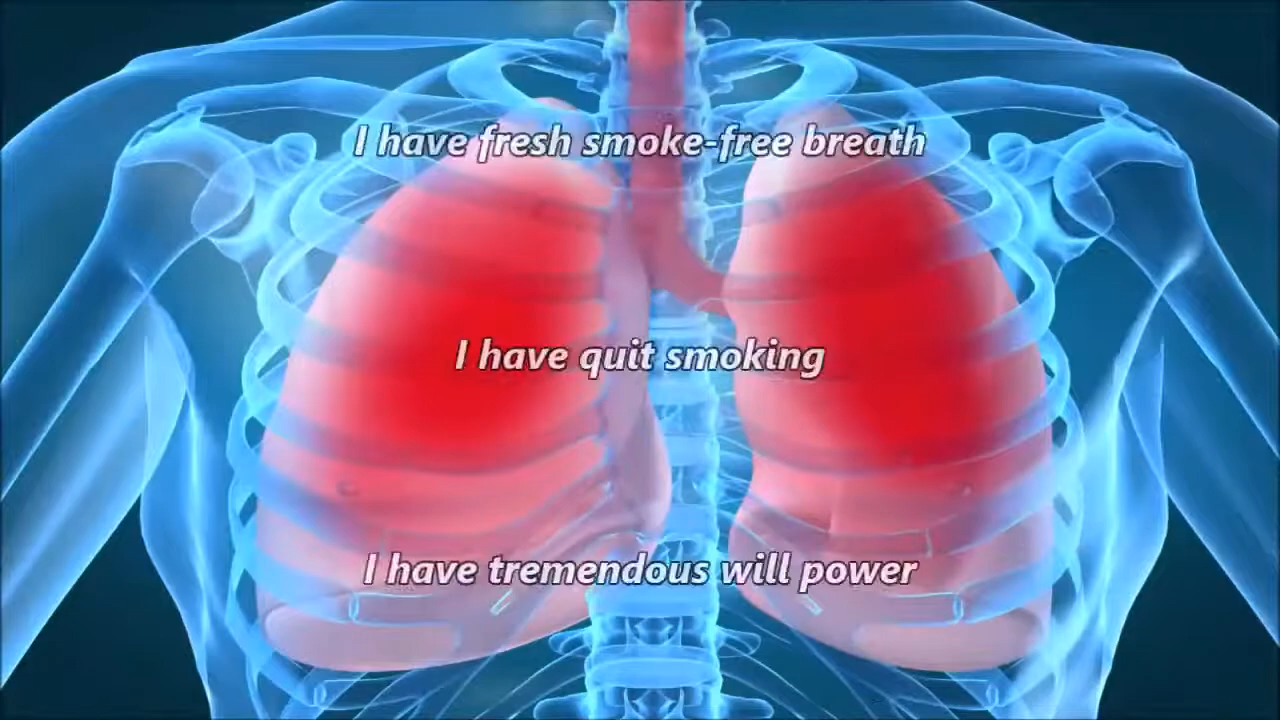 I have fresh smoke-free breath
I have quit smoking
I have tremendous will power